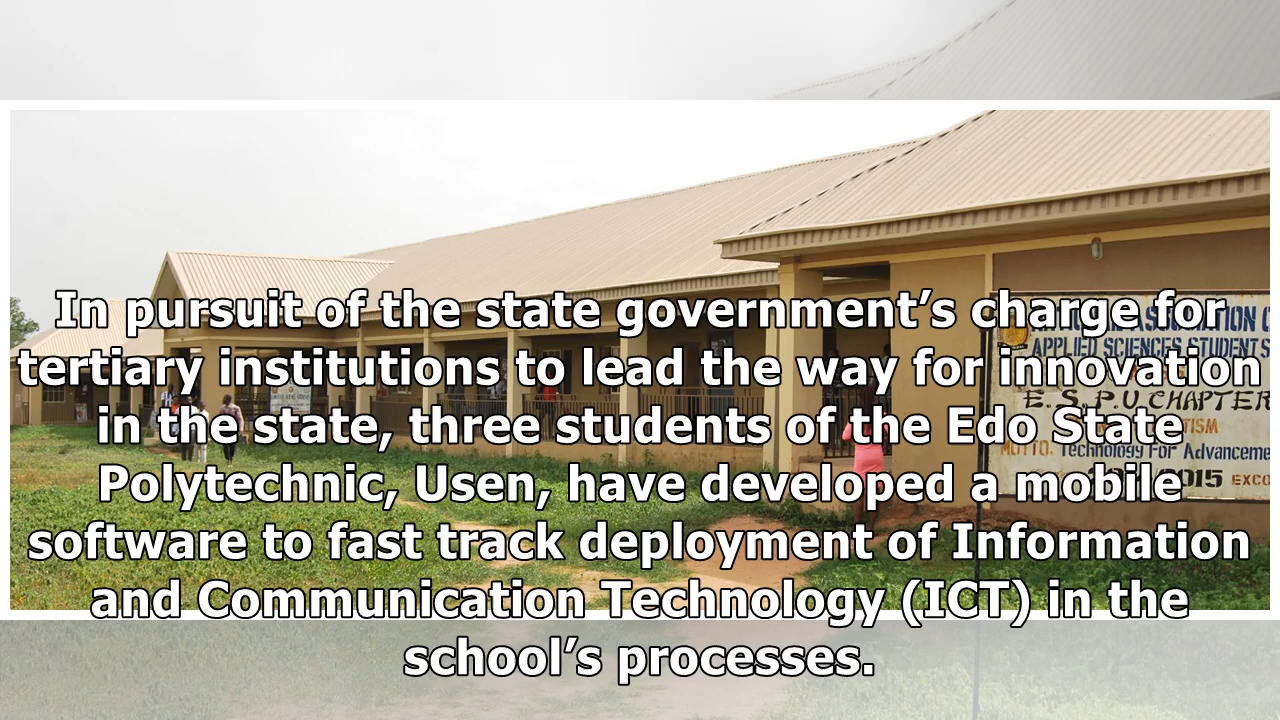 In pursuit of the state government’s charge for
tertiary institutions to lead the way for innovation
in the state, three students of the Edo State
Polytechnic, Usen, have developed a mobile
software to fast track deployment of Information
and Communication Technology (ICT) in the
school’s processes.
APPLIED SCIENCES STUDENTS
E.S.P.U CHAPTER
MOTTO: Technology For Advanceme
2015 EXCO